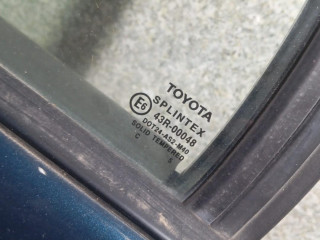 TOYOTA
SPLINTEX
E6 43R-00048
DOT24-AS2-M40
SOLID TEMPERED